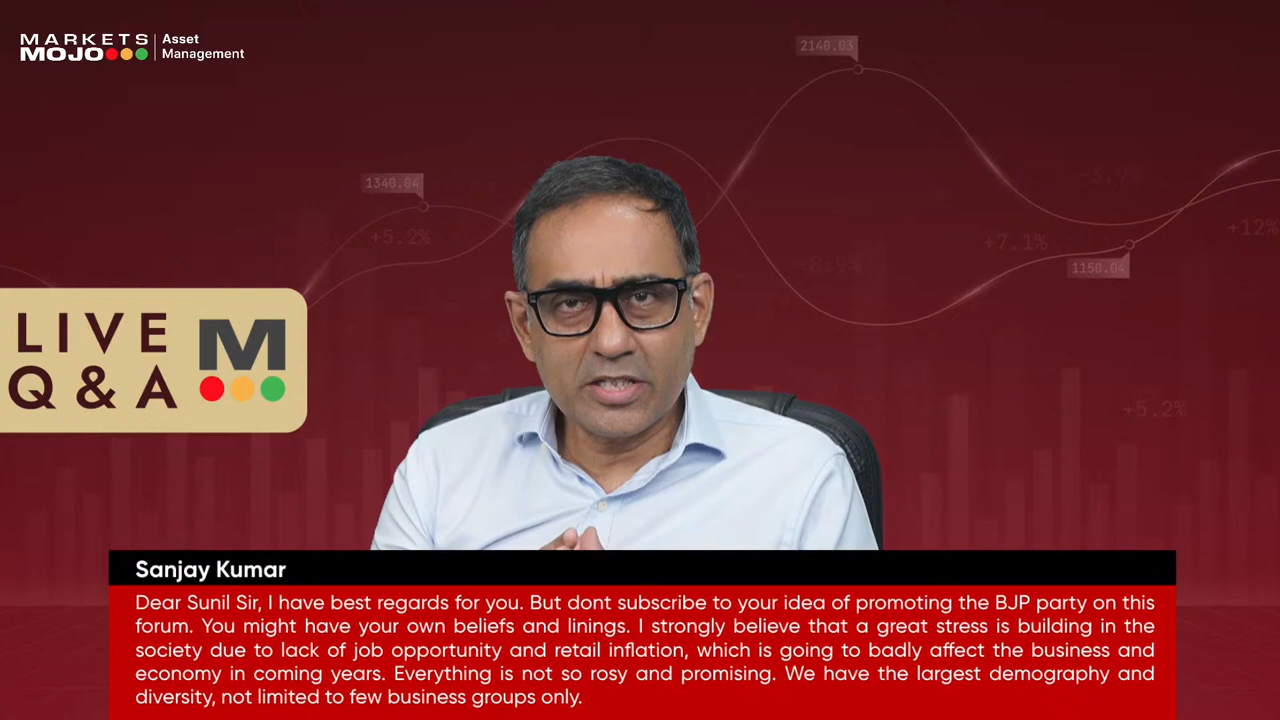 MARKETS
MOJO
Asset
Management
2140.03
1340.04
+5.2%
+7.1%
+12%
-8.9%
1150.04
+5.2%
LIVE
Q & A
M
Sanjay Kumar
Dear Sunil Sir, I have best regards for you. But dont subscribe to your idea of promoting the BJP party on this
forum. You might have your own beliefs and linings. I strongly believe that a great stress is building in the
society due to lack of job opportunity and retail inflation, which is going to badly affect the business and
economy in coming years. Everything is not so rosy and promising. We have the largest demography and
diversity, not limited to few business groups only.